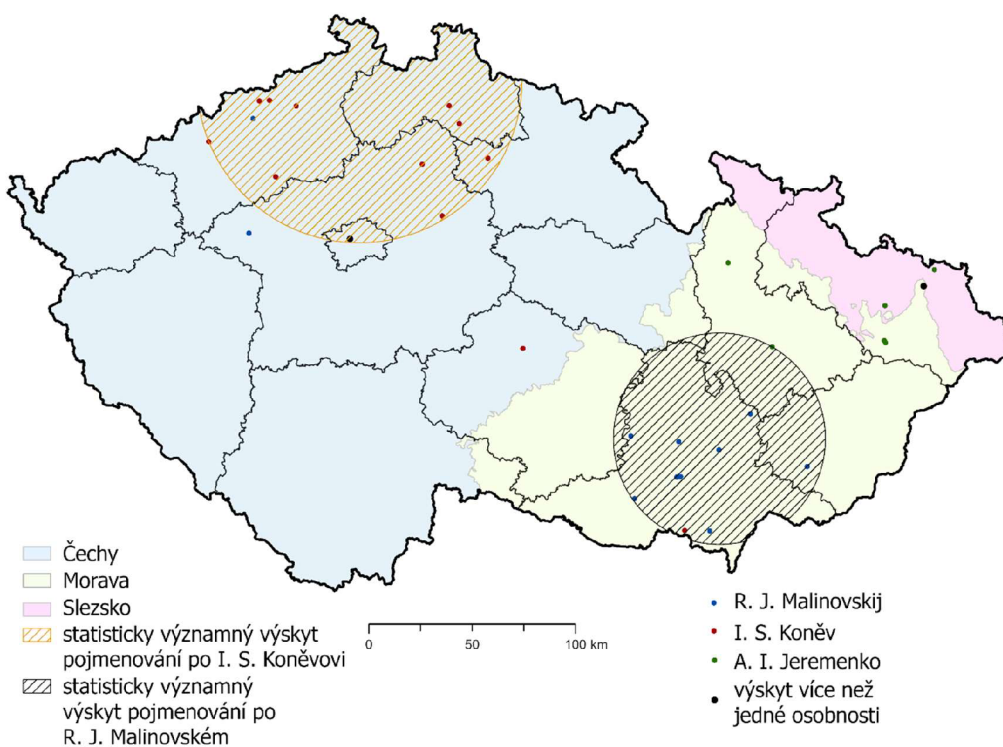 Čechy
Morava
Slezsko
statisticky významný výskyt
pojmenování po I. S. Koněvovi
statisticky významný
výskyt pojmenování po
R. J. Malinovském
0 50 100 km
R. J. Malinovskij
I. S. Koněv
A. I. Jeremenko
výskyt více než
jedné osobnosti